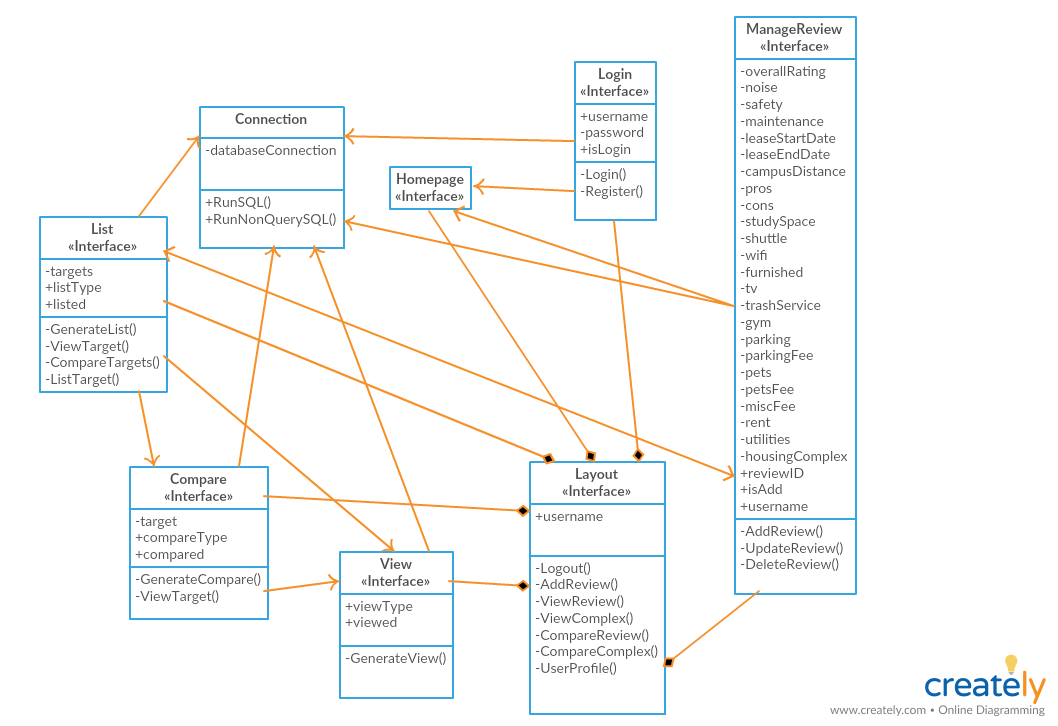 ManageReview
«Interface»
-overallRating
-noise
-safety
-maintenance
-leaseStartDate
-leaseEndDate
-campusDistance
-pros
-cons
-studySpace
-shuttle
-wifi
-furnished
-tv
-trashService
-gym
-parking
-parkingFee
-pets
-petsFee
-miscFee
-rent
-utilities
-housingComplex
+reviewID
+isAdd
+username
-AddReview()
-UpdateReview()
-DeleteReview()
Login
«Interface»
+username
-password
+isLogin
-Login()
-Register()
Connection
-databaseConnection
+RunSQL()
+RunNonQuerySQL()
Homepage
«Interface»
List
«Interface»
-targets
+listType
+listed
-GenerateList()
-ViewTarget()
-CompareTargets()
-ListTarget()
Compare
«Interface»
-target
+compareType
+compared
-GenerateCompare()
-ViewTarget()
View
«Interface»
+viewType
+viewed
-GenerateView()
Layout
«Interface»
+username
-Logout()
-AddReview()
-ViewReview()
-ViewComplex()
-CompareReview()
-CompareComplex()
-UserProfile()
creately
www.creately.com • Online Diagramming